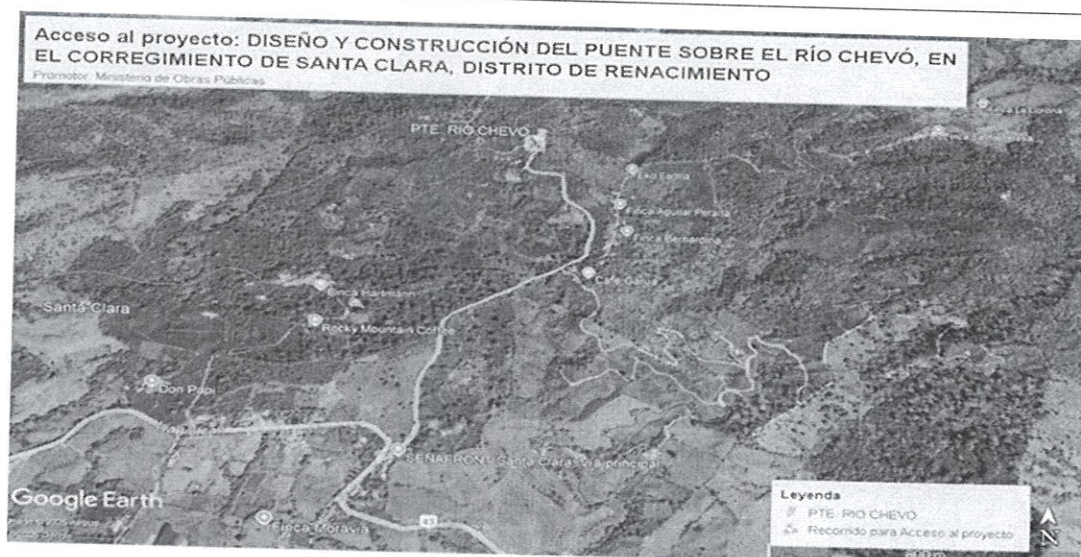 Acceso al proyecto: DISEÑO Y CONSTRUCCIÓN DEL PUENTE SOBRE EL RÍO CHEVÓ, EN
EL CORREGIMIENTO DE SANTA CLARA, DISTRITO DE RENACIMIENTO
Promotor: Ministerio de Obras Públicas
PTE. RIO CHEVO
Finca Aguilar Peralta
Finca Bernardina
Café Gallus
Finca Hartmann
Santa Clara
Rocky Mountain Coffee
Don Papi
SENAFRONT Santa Clara
Vía principal
Google Earth
Finca Moravia
43
Leyenda
PTE. RIO CHEVO
Recorrido para Acceso al proyecto
N